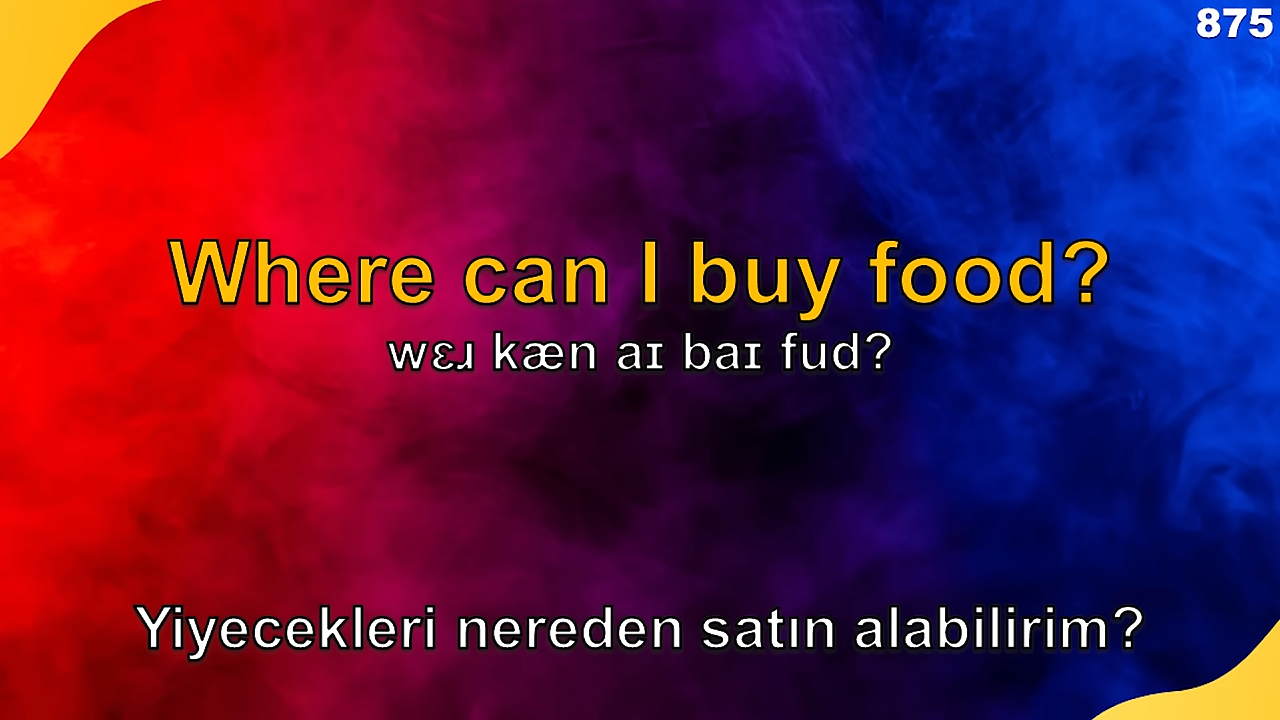 875
Where can I buy food?
wɛɹ kæn aɪ baɪ fud?
Yiyecekleri nereden satın alabilirim?